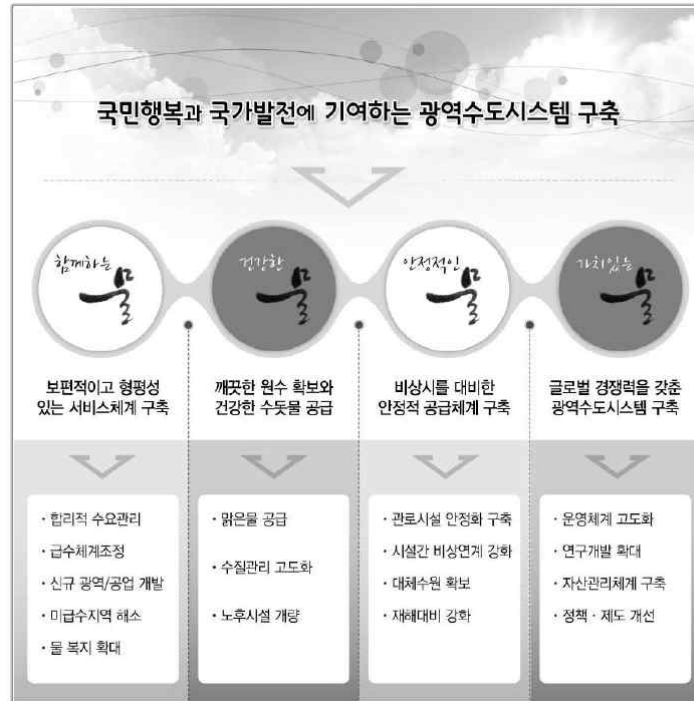 국민행복과 국가발전에 기여하는 광역수도시스템 구축
함께하는
물
건강한
물
안정적인
물
가치있는
물
보편적이고 형평성
있는 서비스체계 구축
깨끗한 원수 확보와
건강한 수돗물 공급
비상시를 대비한
안정적 공급체계 구축
글로벌 경쟁력을 갖춘
광역수도시스템 구축
· 합리적 수요관리
· 급수체계조정
· 신규 광역/공업 개발
· 미급수지역 해소
· 물 복지 확대
· 맑은물 공급
· 수질관리 고도화
· 노후시설 개량
· 관로시설 안정화 구축
· 시설간 비상연계 강화
· 대체수원 확보
· 재해대비 강화
· 운영체계 고도화
· 연구개발 확대
· 자산관리체계 구축
· 정책 · 제도 개선